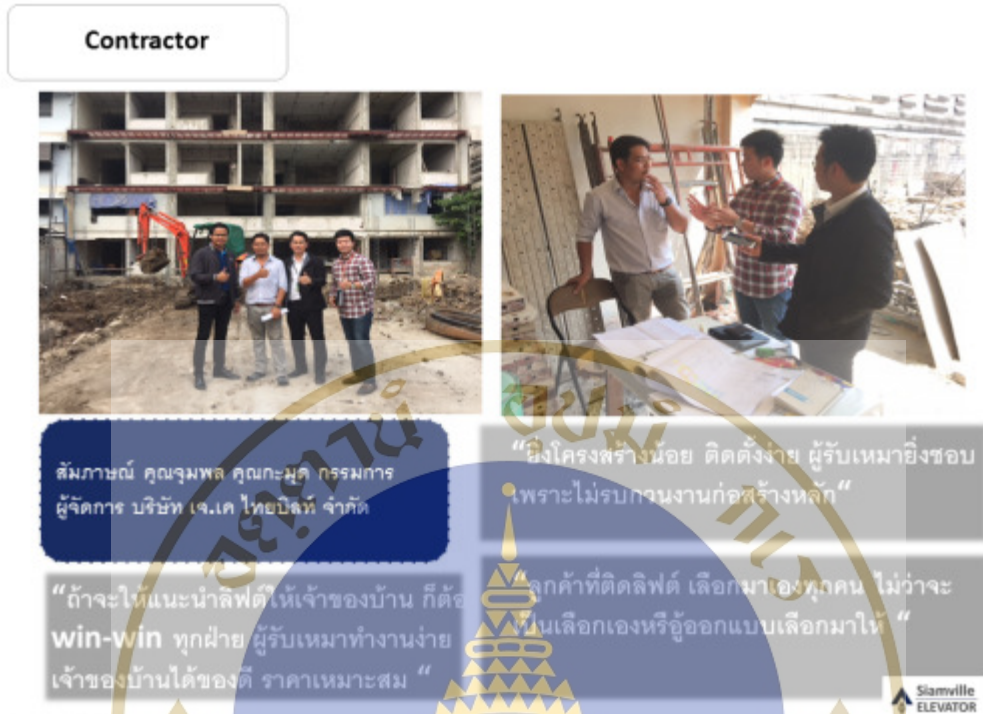 Contractor
สัมภาษณ์ คุณจุมพล คุณกะมุด กรรมการ
ผู้จัดการ บริษัท เจ.เค ไทยบิลท์ จำกัด
“ยิ่งโครงสร้างน้อย ติดตั้งง่าย ผู้รับเหมายิ่งชอบ
เพราะไม่รบกวนงานก่อสร้างหลัก“
“ถ้าจะให้แนะนำลิฟต์ให้เจ้าของบ้าน ก็ต้อ
win-win ทุกฝ่าย ผู้รับเหมาทำงานง่าย
เจ้าของบ้านได้ของดี ราคาเหมาะสม “
“ลูกค้าที่ติดลิฟต์ เลือกมาเองทุกคน ไม่ว่าจะ
เป็นเลือกเองหรือผู้ออกแบบเลือกมาให้ “
Siamville
ELEVATOR